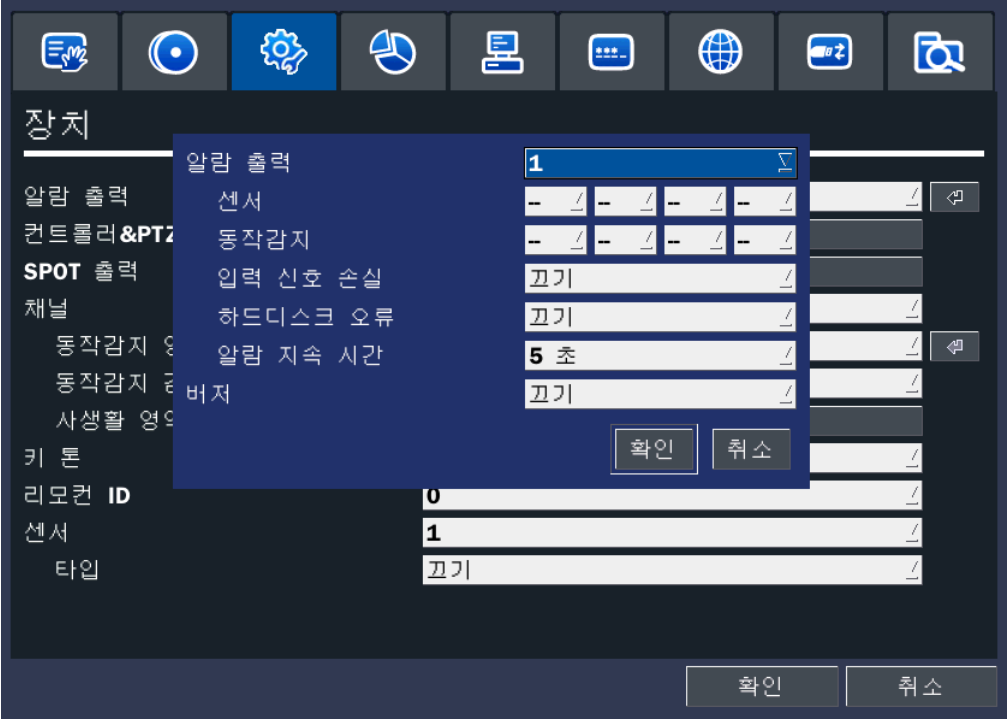 장치
알람 출력 1
센서 -- -- -- --
동작감지 -- -- -- --
입력 신호 손실 끄기
하드디스크 오류 끄기
알람 지속 시간 5 초
버저 끄기
확인 취소
알람 출력
컨트롤러&PTZ
SPOT 출력
채널
동작감지
동작감지
사생활
키 톤
리모컨 ID 0
센서 1
타입 끄기
확인 취소